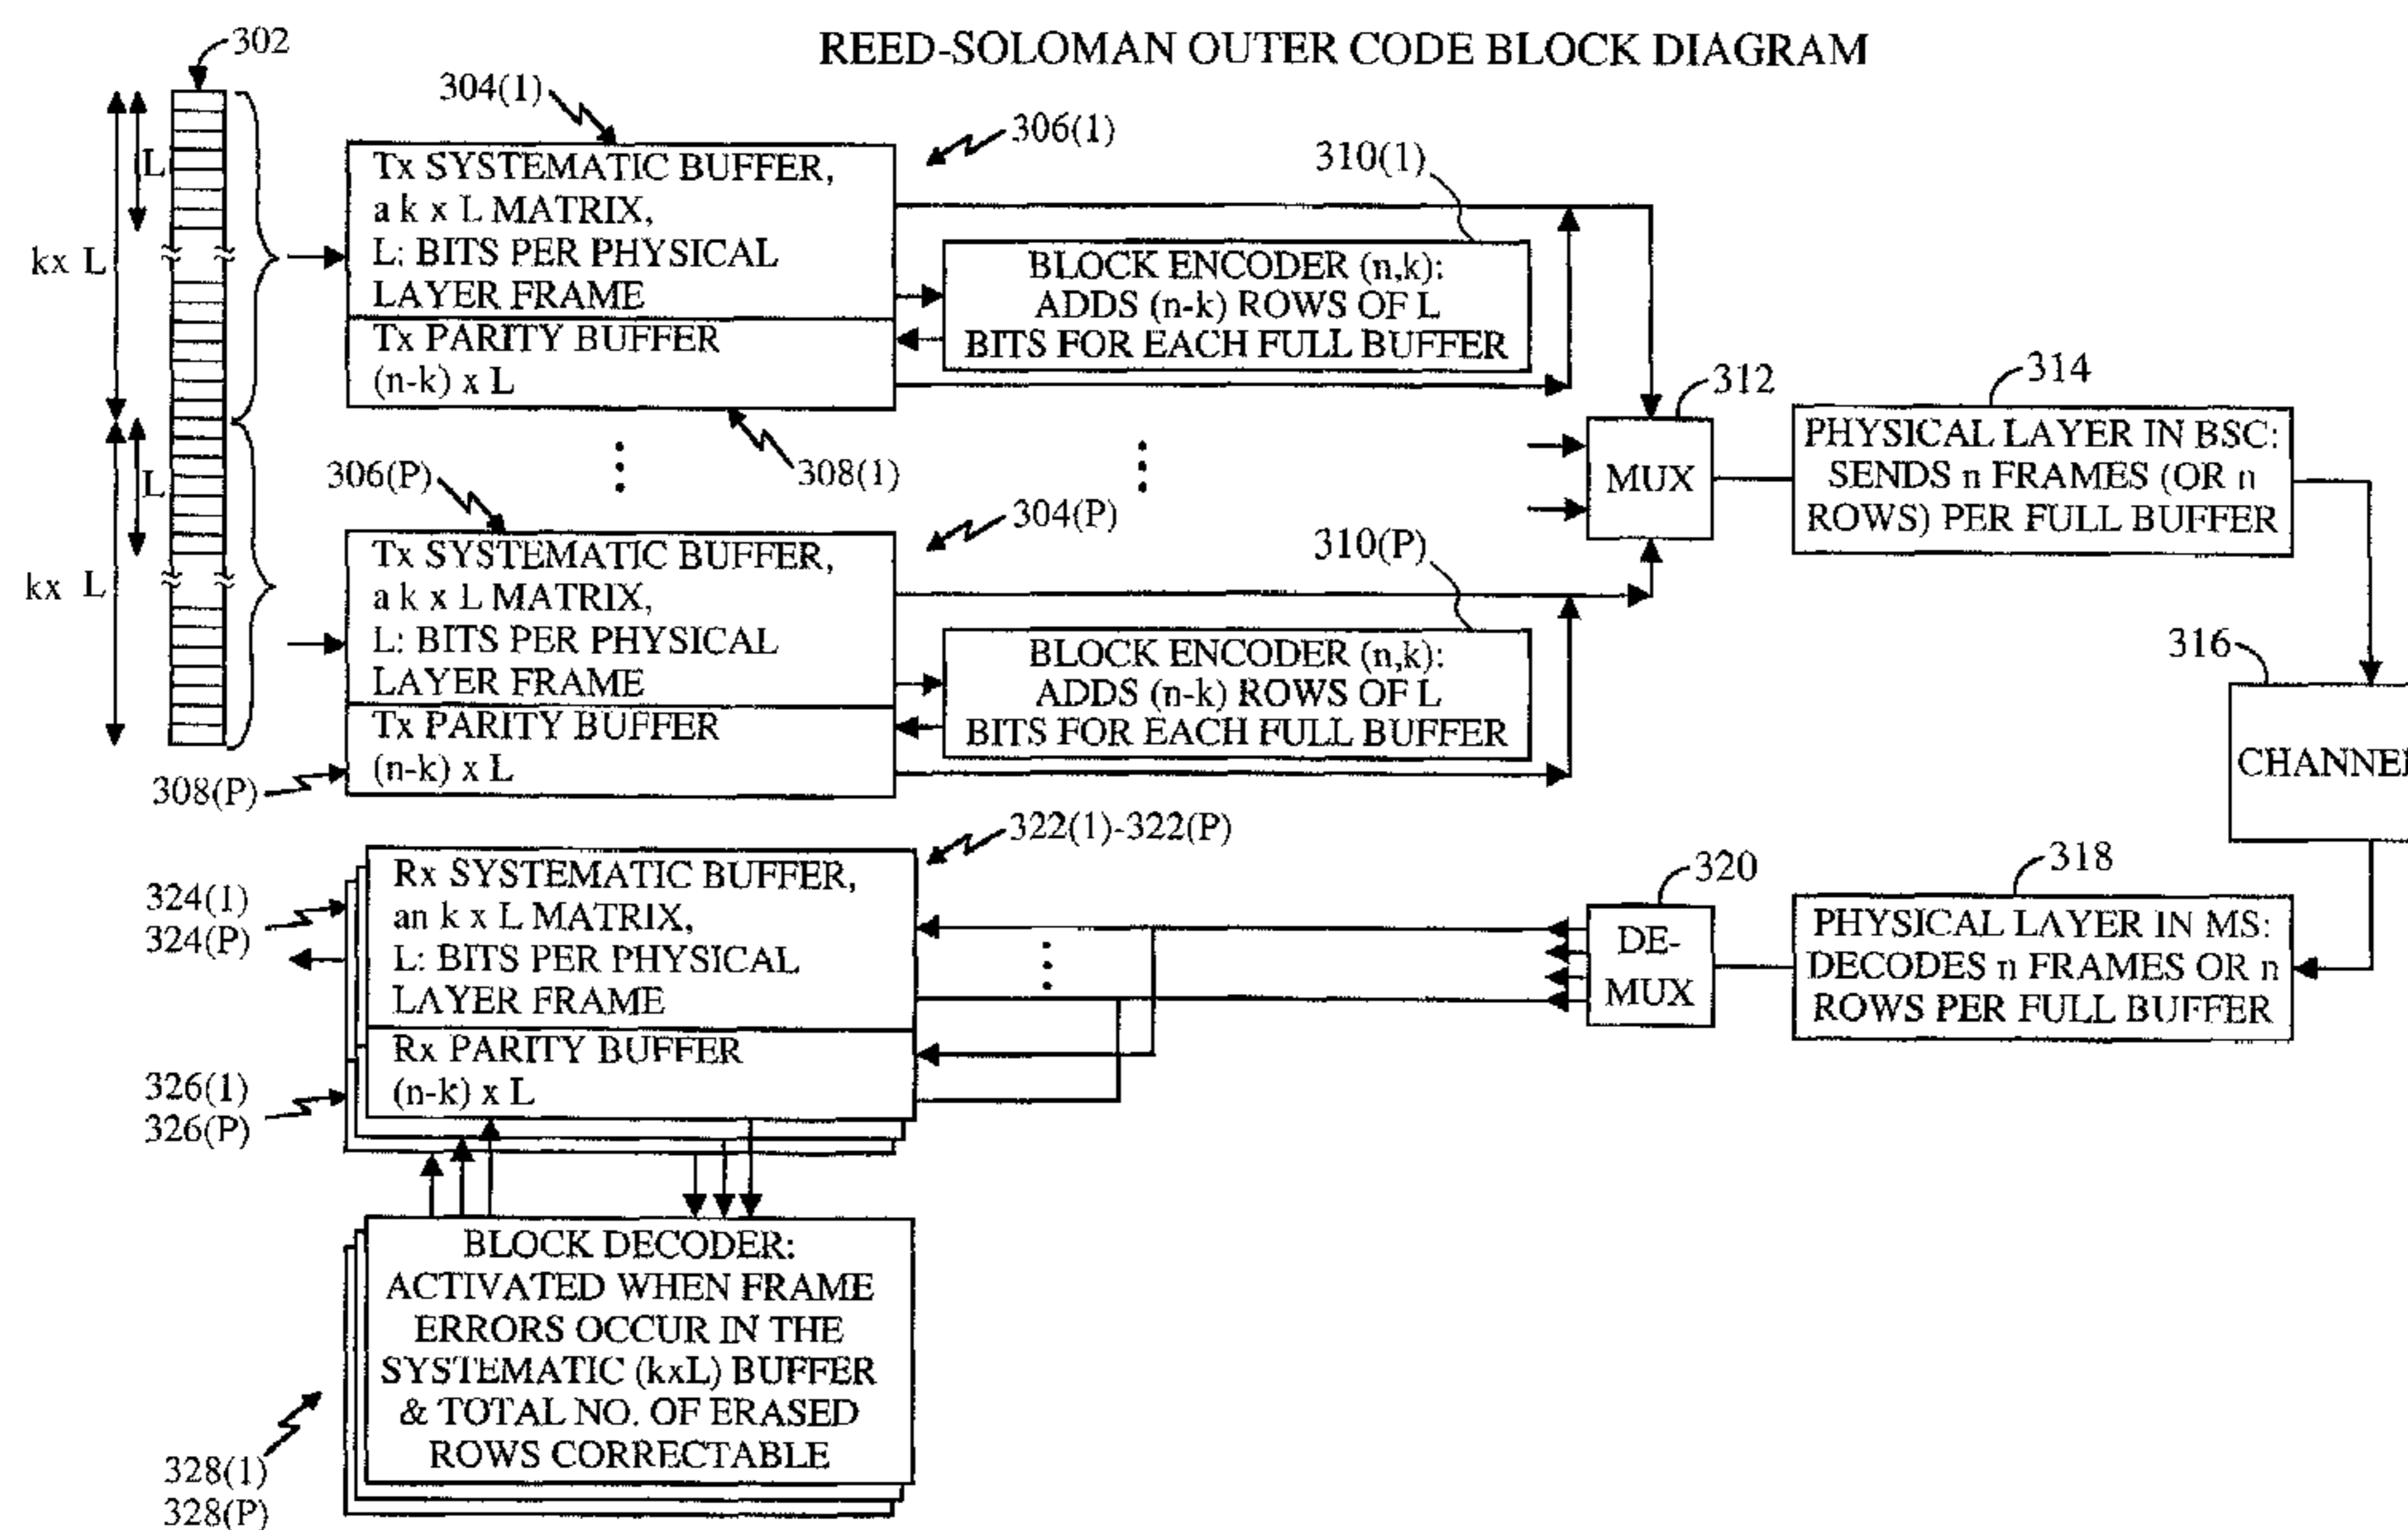 REED-SOLOMAN OUTER CODE BLOCK DIAGRAM
302
304(1)
306(1)
310(1)
L
kx L
Tx SYSTEMATIC BUFFER,
a k x L MATRIX,
L: BITS PER PHYSICAL
LAYER FRAME
Tx PARITY BUFFER
(n-k) x L
BLOCK ENCODER (n,k):
ADDS (n-k) ROWS OF L
BITS FOR EACH FULL BUFFER
308(1)
312
MUX
314
PHYSICAL LAYER IN BSC:
SENDS n FRAMES (OR n
ROWS) PER FULL BUFFER
L
kx L
306(P)
304(P)
310(P)
Tx SYSTEMATIC BUFFER,
a k x L MATRIX,
L: BITS PER PHYSICAL
LAYER FRAME
Tx PARITY BUFFER
(n-k) x L
BLOCK ENCODER (n,k):
ADDS (n-k) ROWS OF L
BITS FOR EACH FULL BUFFER
308(P)
316
CHANNEL
322(1)-322(P)
324(1)
324(P)
Rx SYSTEMATIC BUFFER,
an k x L MATRIX,
L: BITS PER PHYSICAL
LAYER FRAME
Rx PARITY BUFFER
(n-k) x L
326(1)
326(P)
320
DE-
MUX
318
PHYSICAL LAYER IN MS:
DECODES n FRAMES OR n
ROWS PER FULL BUFFER
BLOCK DECODER:
ACTIVATED WHEN FRAME
ERRORS OCCUR IN THE
SYSTEMATIC (kxL) BUFFER
& TOTAL NO. OF ERASED
ROWS CORRECTABLE
328(1)
328(P)